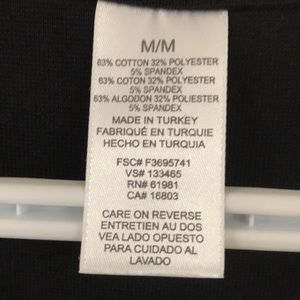 M/M
63% COTTON 32% POLYESTER
5% SPANDEX
63% COTON 32% POLYESTER
5% SPANDEX
63% ALGODON 32% POLIESTER
5% SPANDEX
MADE IN TURKEY
FABRIQUÉ EN TURQUIE
HECHO EN TURQUIA
FSC# F3695741
VS# 133465
RN# 61981
CA# 16803
CARE ON REVERSE
ENTRETIEN AU DOS
VEA LADO OPUESTO
PARA CUIDADO AL
LAVADO